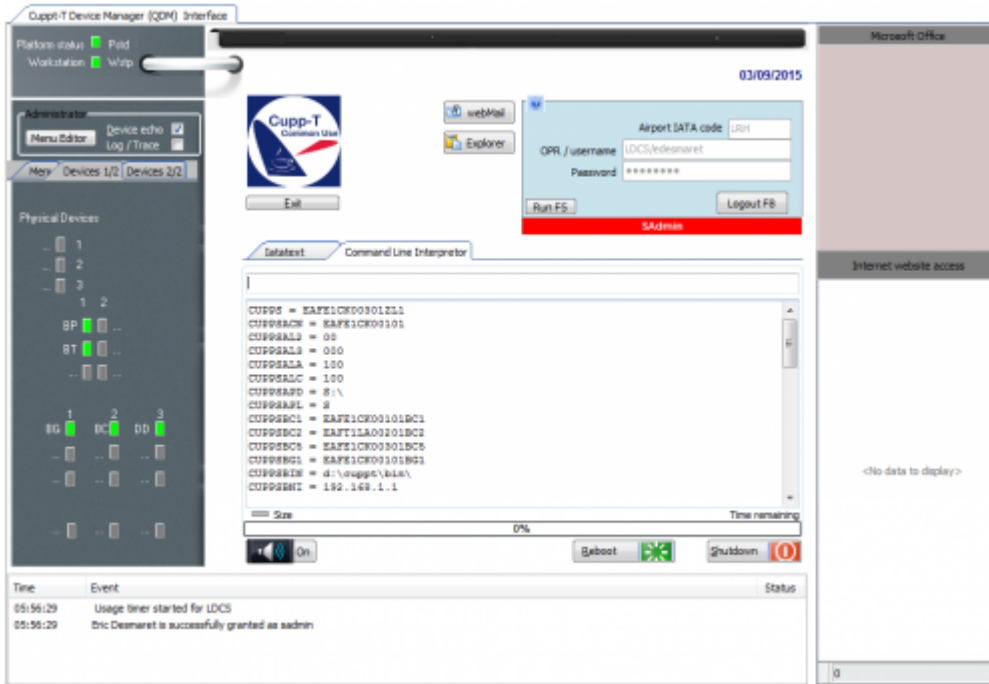 Cuppt-T Device Manager (QDM) Interface
Platform status Pstd
Workstation Wstp
Administrator
Menu Editor
Device echo
Log / Trace
Menu Devices 1/2 Devices 2/2
Physical Devices
... 1
... 2
... 3
1 2
BP ...
BT ...
... ...
1 2 3
BG BC DD
... ... ...
... ... ...
... ... ...
03/09/2015
Cupp-T
Common Use
Exit
webMail
Explorer
Airport IATA code LRH
OPR / username LDCS/edesmaret
Password ********
Run F5
Logout F8
SAdmin
Iatatext Command Line Interpretor
CUPPS = EAFE1CK00301ZL1
CUPPSACN = EAFE1CK00101
CUPPSAL2 = 00
CUPPSAL3 = 000
CUPPSALA = 100
CUPPSALC = 100
CUPPSAPD = S:\
CUPPSAPL = S
CUPPSBC1 = EAFE1CK00101BC1
CUPPSBC2 = EAFT1LA00201BC2
CUPPSBC5 = EAFE1CK00301BC5
CUPPSBG1 = EAFE1CK00101BG1
CUPPSBIN = d:\cuppt\bin\
CUPPSBNI = 192.168.1.1
Size Time remaining
0%
On
Reboot
Shutdown
Microsoft Office
Internet website access
<No data to display>
0
Time Event Status
05:56:29 Usage timer started for LDCS
05:56:29 Eric Desmaret is successfully granted as sadmin